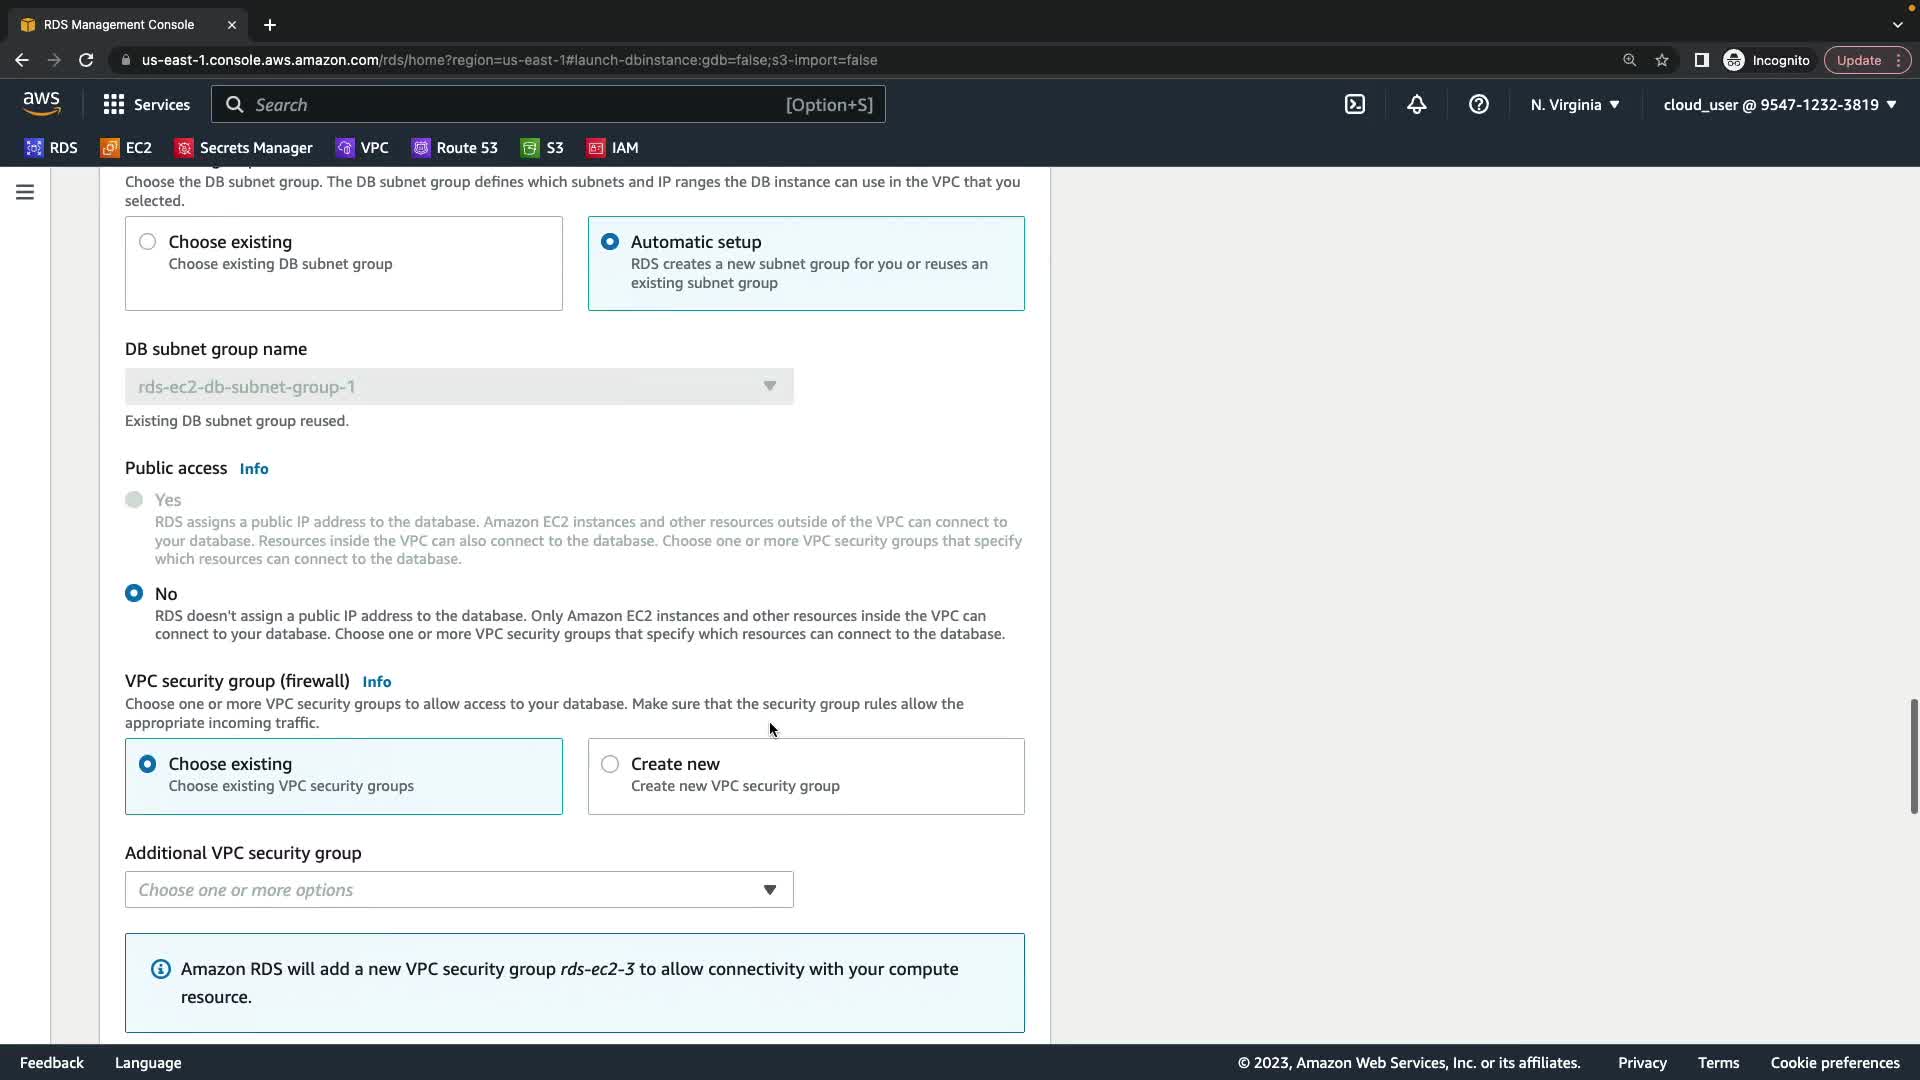 RDS Management Console
us-east-1.console.aws.amazon.com/rds/home?region=us-east-1#launch-dbinstance:gdb=false;s3-import=false
Incognito
Update
aws
Services
Search
[Option+S]
N. Virginia
cloud_user @ 9547-1232-3819
RDS
EC2
Secrets Manager
VPC
Route 53
S3
IAM
Choose the DB subnet group. The DB subnet group defines which subnets and IP ranges the DB instance can use in the VPC that you
selected.
Choose existing
Choose existing DB subnet group
Automatic setup
RDS creates a new subnet group for you or reuses an
existing subnet group
DB subnet group name
rds-ec2-db-subnet-group-1
Existing DB subnet group reused.
Public access Info
Yes
RDS assigns a public IP address to the database. Amazon EC2 instances and other resources outside of the VPC can connect to
your database. Resources inside the VPC can also connect to the database. Choose one or more VPC security groups that specify
which resources can connect to the database.
No
RDS doesn't assign a public IP address to the database. Only Amazon EC2 instances and other resources inside the VPC can
connect to your database. Choose one or more VPC security groups that specify which resources can connect to the database.
VPC security group (firewall) Info
Choose one or more VPC security groups to allow access to your database. Make sure that the security group rules allow the
appropriate incoming traffic.
Choose existing
Choose existing VPC security groups
Create new
Create new VPC security group
Additional VPC security group
Choose one or more options
Amazon RDS will add a new VPC security group rds-ec2-3 to allow connectivity with your compute
resource.
Feedback
Language
© 2023, Amazon Web Services, Inc. or its affiliates.
Privacy
Terms
Cookie preferences